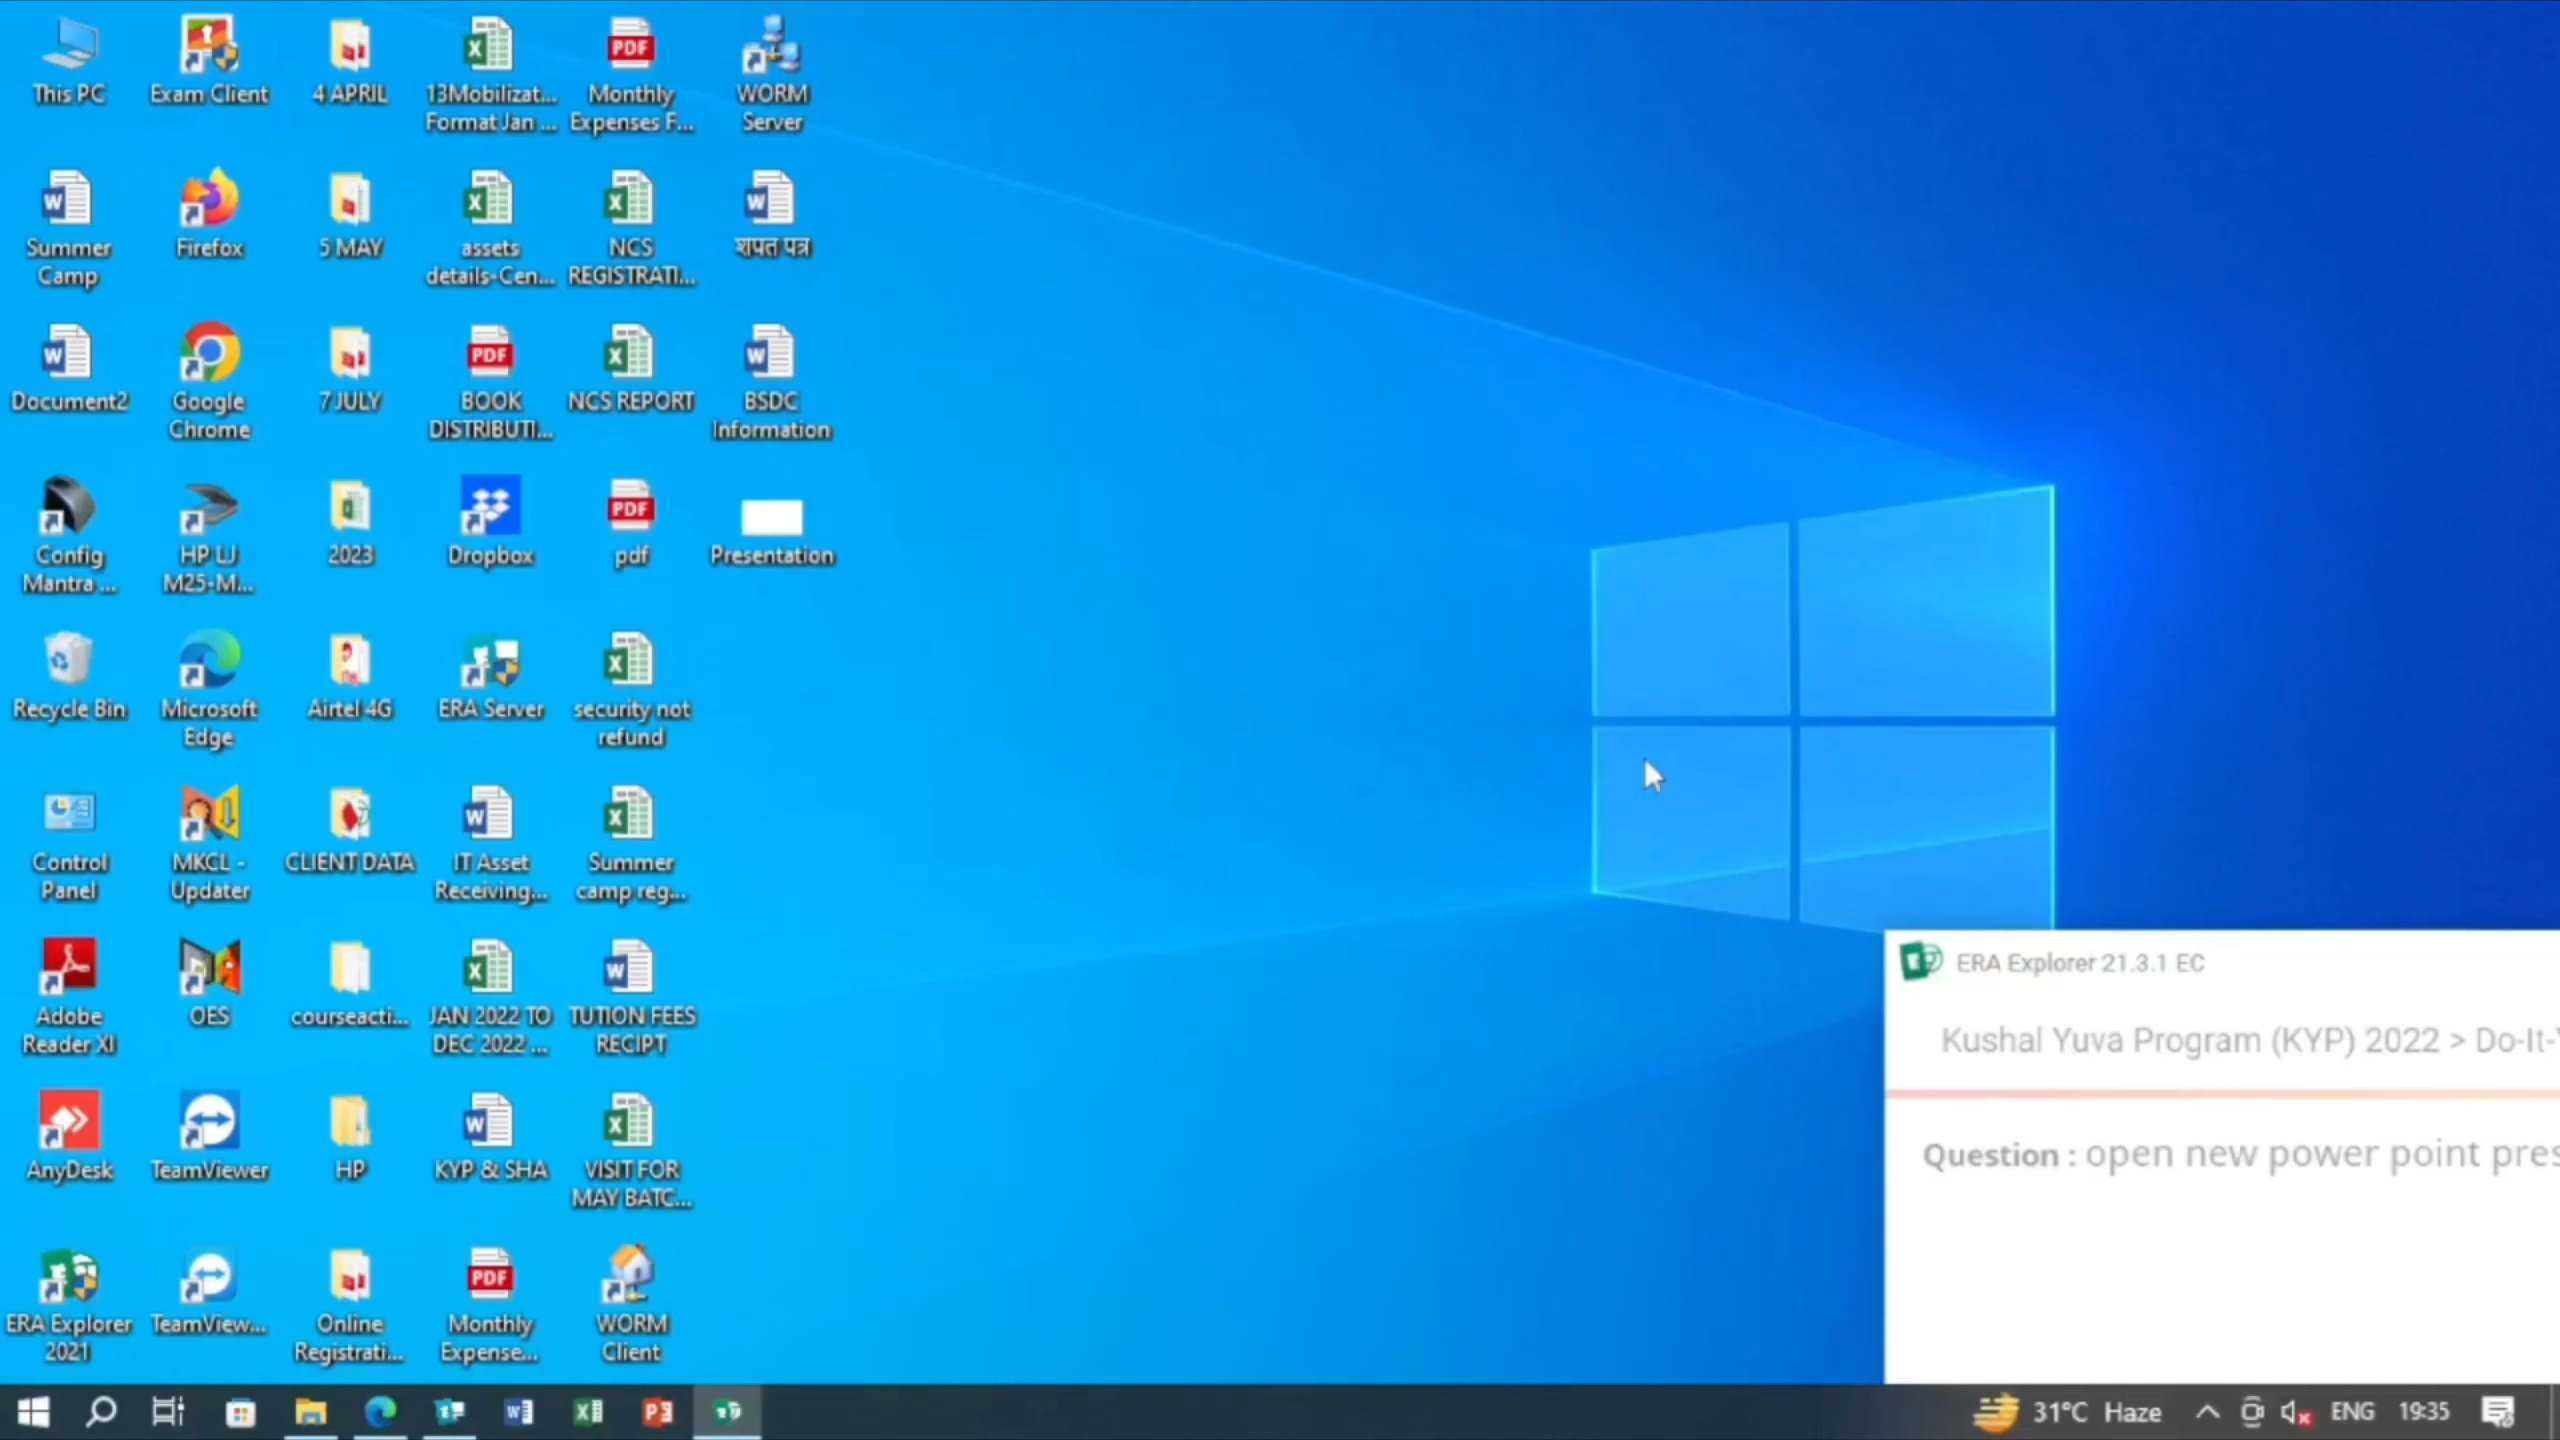 This PC
Exam Client
4 APRIL
13Mobilizat...
Format Jan ...
Monthly
Expenses F...
WORM
Server
Summer
Camp
Firefox
5 MAY
assets
details-Cen...
NCS
REGISTRATI...
शपत पत्र
Document2
Google
Chrome
7 JULY
BOOK
DISTRIBUTI...
NCS REPORT
BSDC
Information
Config
Mantra ...
HP LJ
M25-M...
2023
Dropbox
pdf
Presentation
Recycle Bin
Microsoft
Edge
Airtel 4G
ERA Server
security not
refund
Control
Panel
MKCL -
Updater
CLIENT DATA
IT Asset
Receiving...
Summer
camp reg...
Adobe
Reader XI
OES
courseacti...
JAN 2022 TO
DEC 2022 ...
TUTION FEES
RECIPT
AnyDesk
TeamViewer
HP
KYP & SHA
VISIT FOR
MAY BATC...
ERA Explorer
2021
TeamView...
Online
Registrati...
Monthly
Expense...
WORM
Client
ERA Explorer 21.3.1 EC
Kushal Yuva Program (KYP) 2022 > Do-It-
Question : open new power point pres
31°C Haze
ENG
19:35